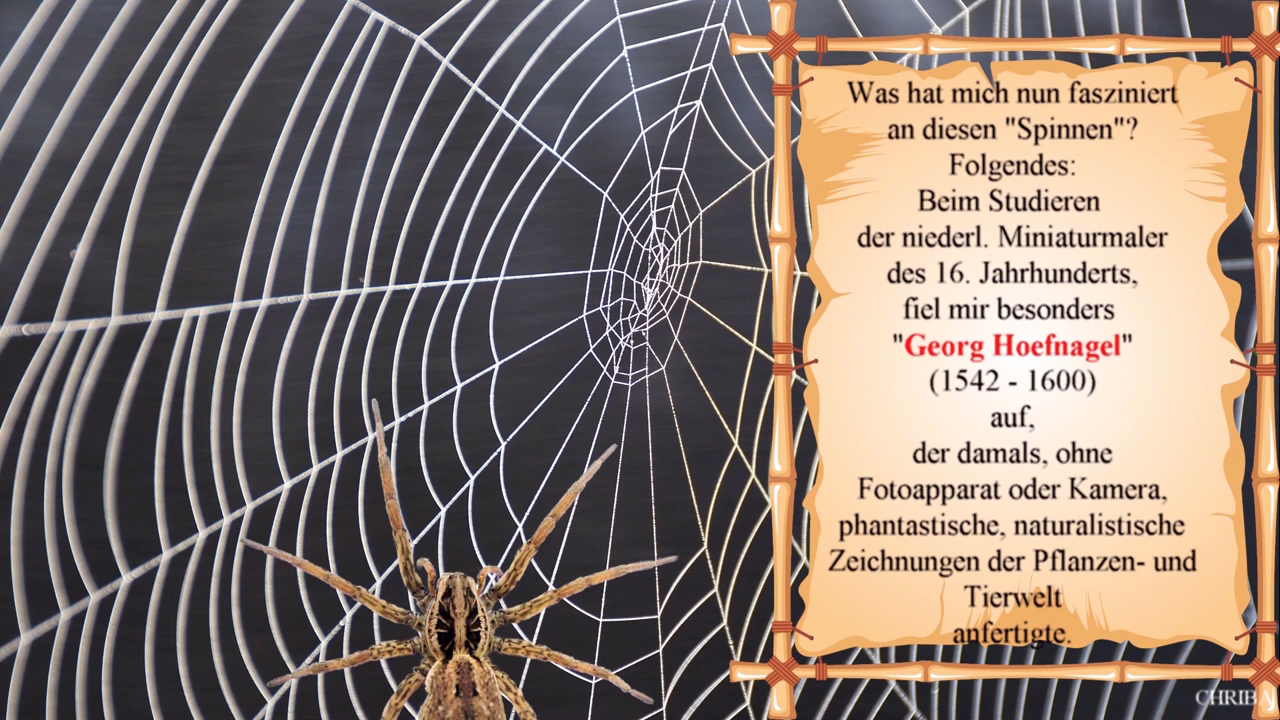 Was hat mich nun fasziniert
an diesen "Spinnen"?
Folgendes:
Beim Studieren
der niederl. Miniaturmaler
des 16. Jahrhunderts,
fiel mir besonders
"Georg Hoefnagel"
(1542 - 1600)
auf,
der damals, ohne
Fotoapparat oder Kamera,
phantastische, naturalistische
Zeichnungen der Pflanzen- und
Tierwelt
anfertigte.
CHRIBA